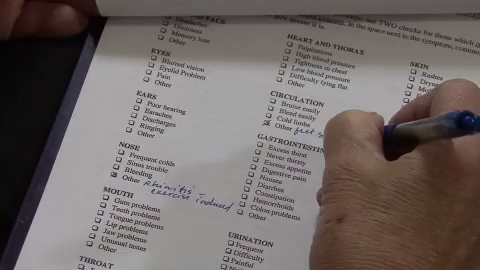 see TWO checks for those which
In the space next to the symptom,
FACE
Headaches
Dizziness
Memory loss
Other
EYES
Blurred vision
Eyelid Problem
Pain
Other
EARS
Poor hearing
Earaches
Discharges
Ringing
Other
NOSE
Frequent colds
Sinus trouble
Bleeding
Other Rhinitis -
exercise induced
MOUTH
Gum problems
Teeth problems
Tongue problems
Lip problems
Jaw problems
Unusual tastes
Other
THROAT
HEART AND THORAX
Palpitations
High blood pressure
Tightness in chest
Low blood pressure
Difficulty lying flat
Other
CIRCULATION
Bruise easily
Bleed easily
Cold limbs
Other feet
GASTROINTESTIN
Excess thirst
Never thirsty
Excess appetite
Digestive pain
Nausea
Diarrhea
Constipation
Hemorrhoids
Colon problems
Other
URINATION
Frequent
Difficulty
Painful
SKIN
Rashes